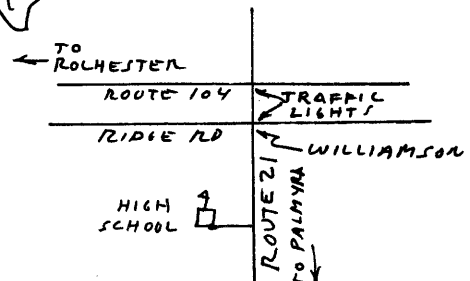 TO
ROCHESTER
ROUTE 104
TRAFFIC
LIGHTS
RIDGE RD
WILLIAMSON
HIGH
SCHOOL
ROUTE 21
TO PALMYRA